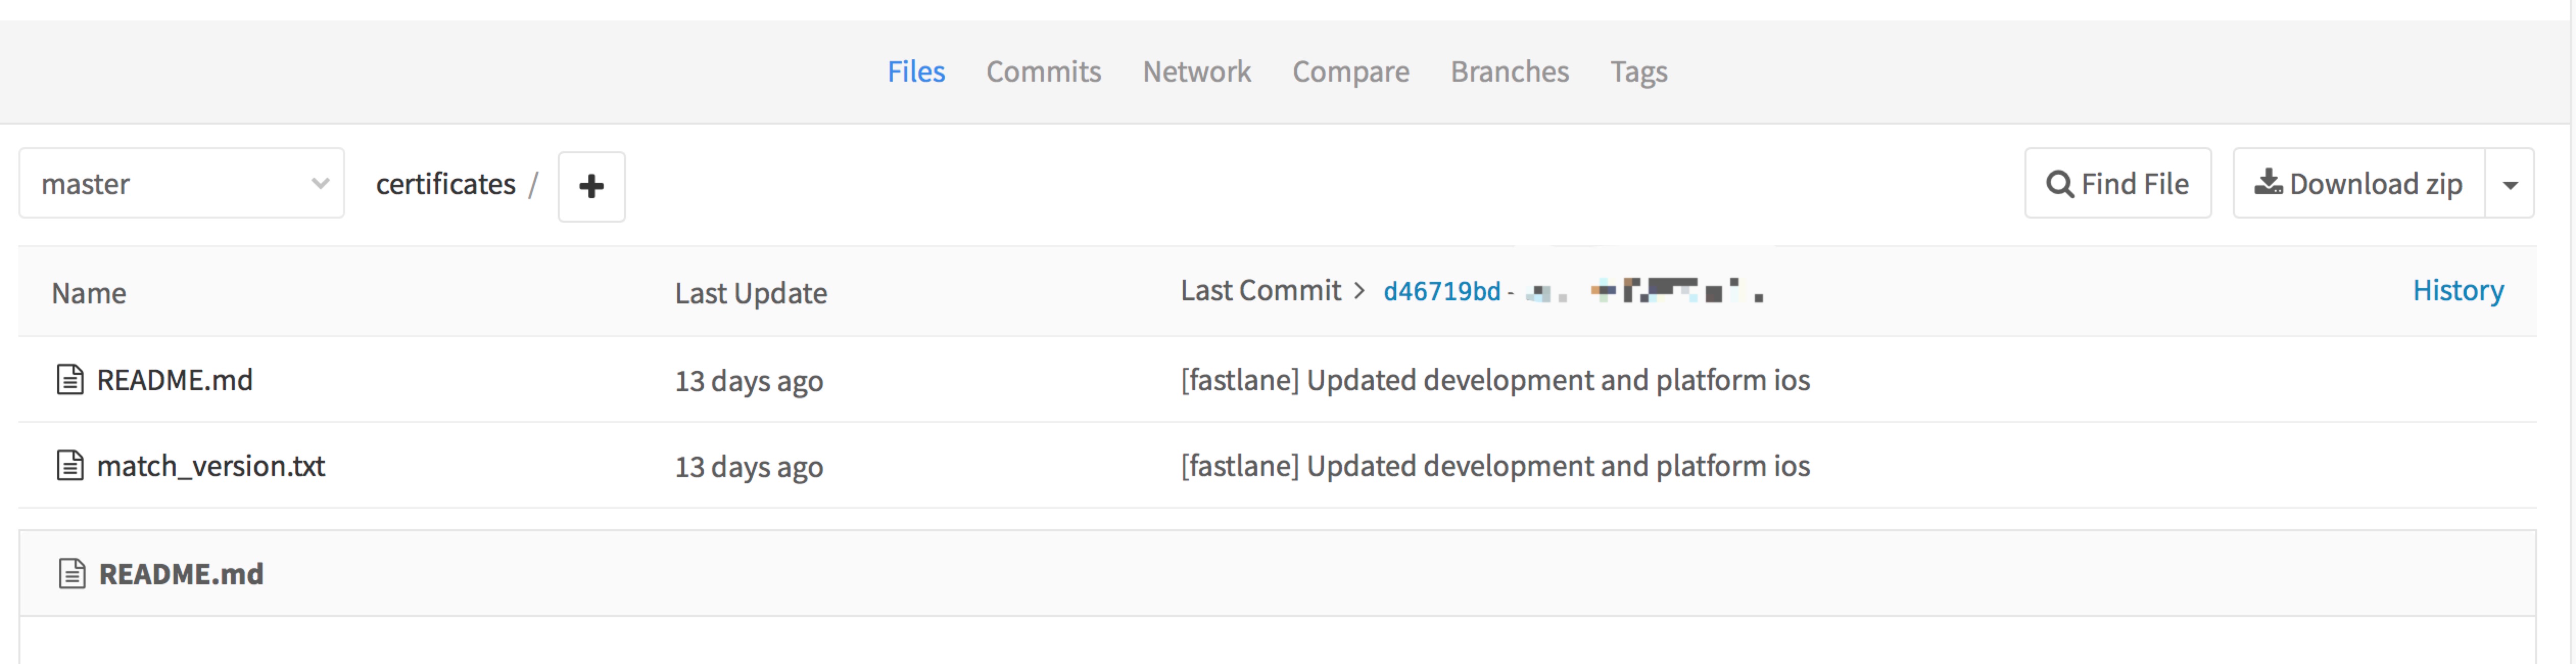 Files Commits Network Compare Branches Tags
master certificates / Find File Download zip
Name Last Update Last Commit > d46719bd - History
README.md 13 days ago [fastlane] Updated development and platform ios
match_version.txt 13 days ago [fastlane] Updated development and platform ios
README.md